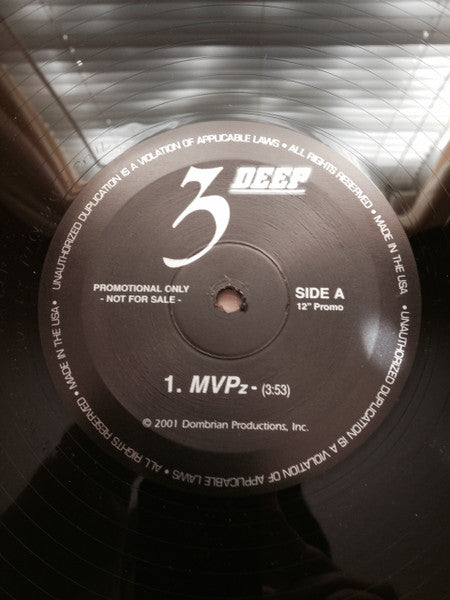 UNAUTHORIZED DUPLICATION IS A VIOLATION OF APPLICABLE LAWS • ALL RIGHTS RESERVED • MADE IN THE USA •
UNAUTHORIZED DUPLICATION IS A VIOLATION OF APPLICABLE LAWS • ALL RIGHTS RESERVED • MADE IN THE USA •
3 DEEP
PROMOTIONAL ONLY
- NOT FOR SALE -
SIDE A
12" Promo
1. MVPz - (3:53)
© 2001 Dombrian Productions, Inc.